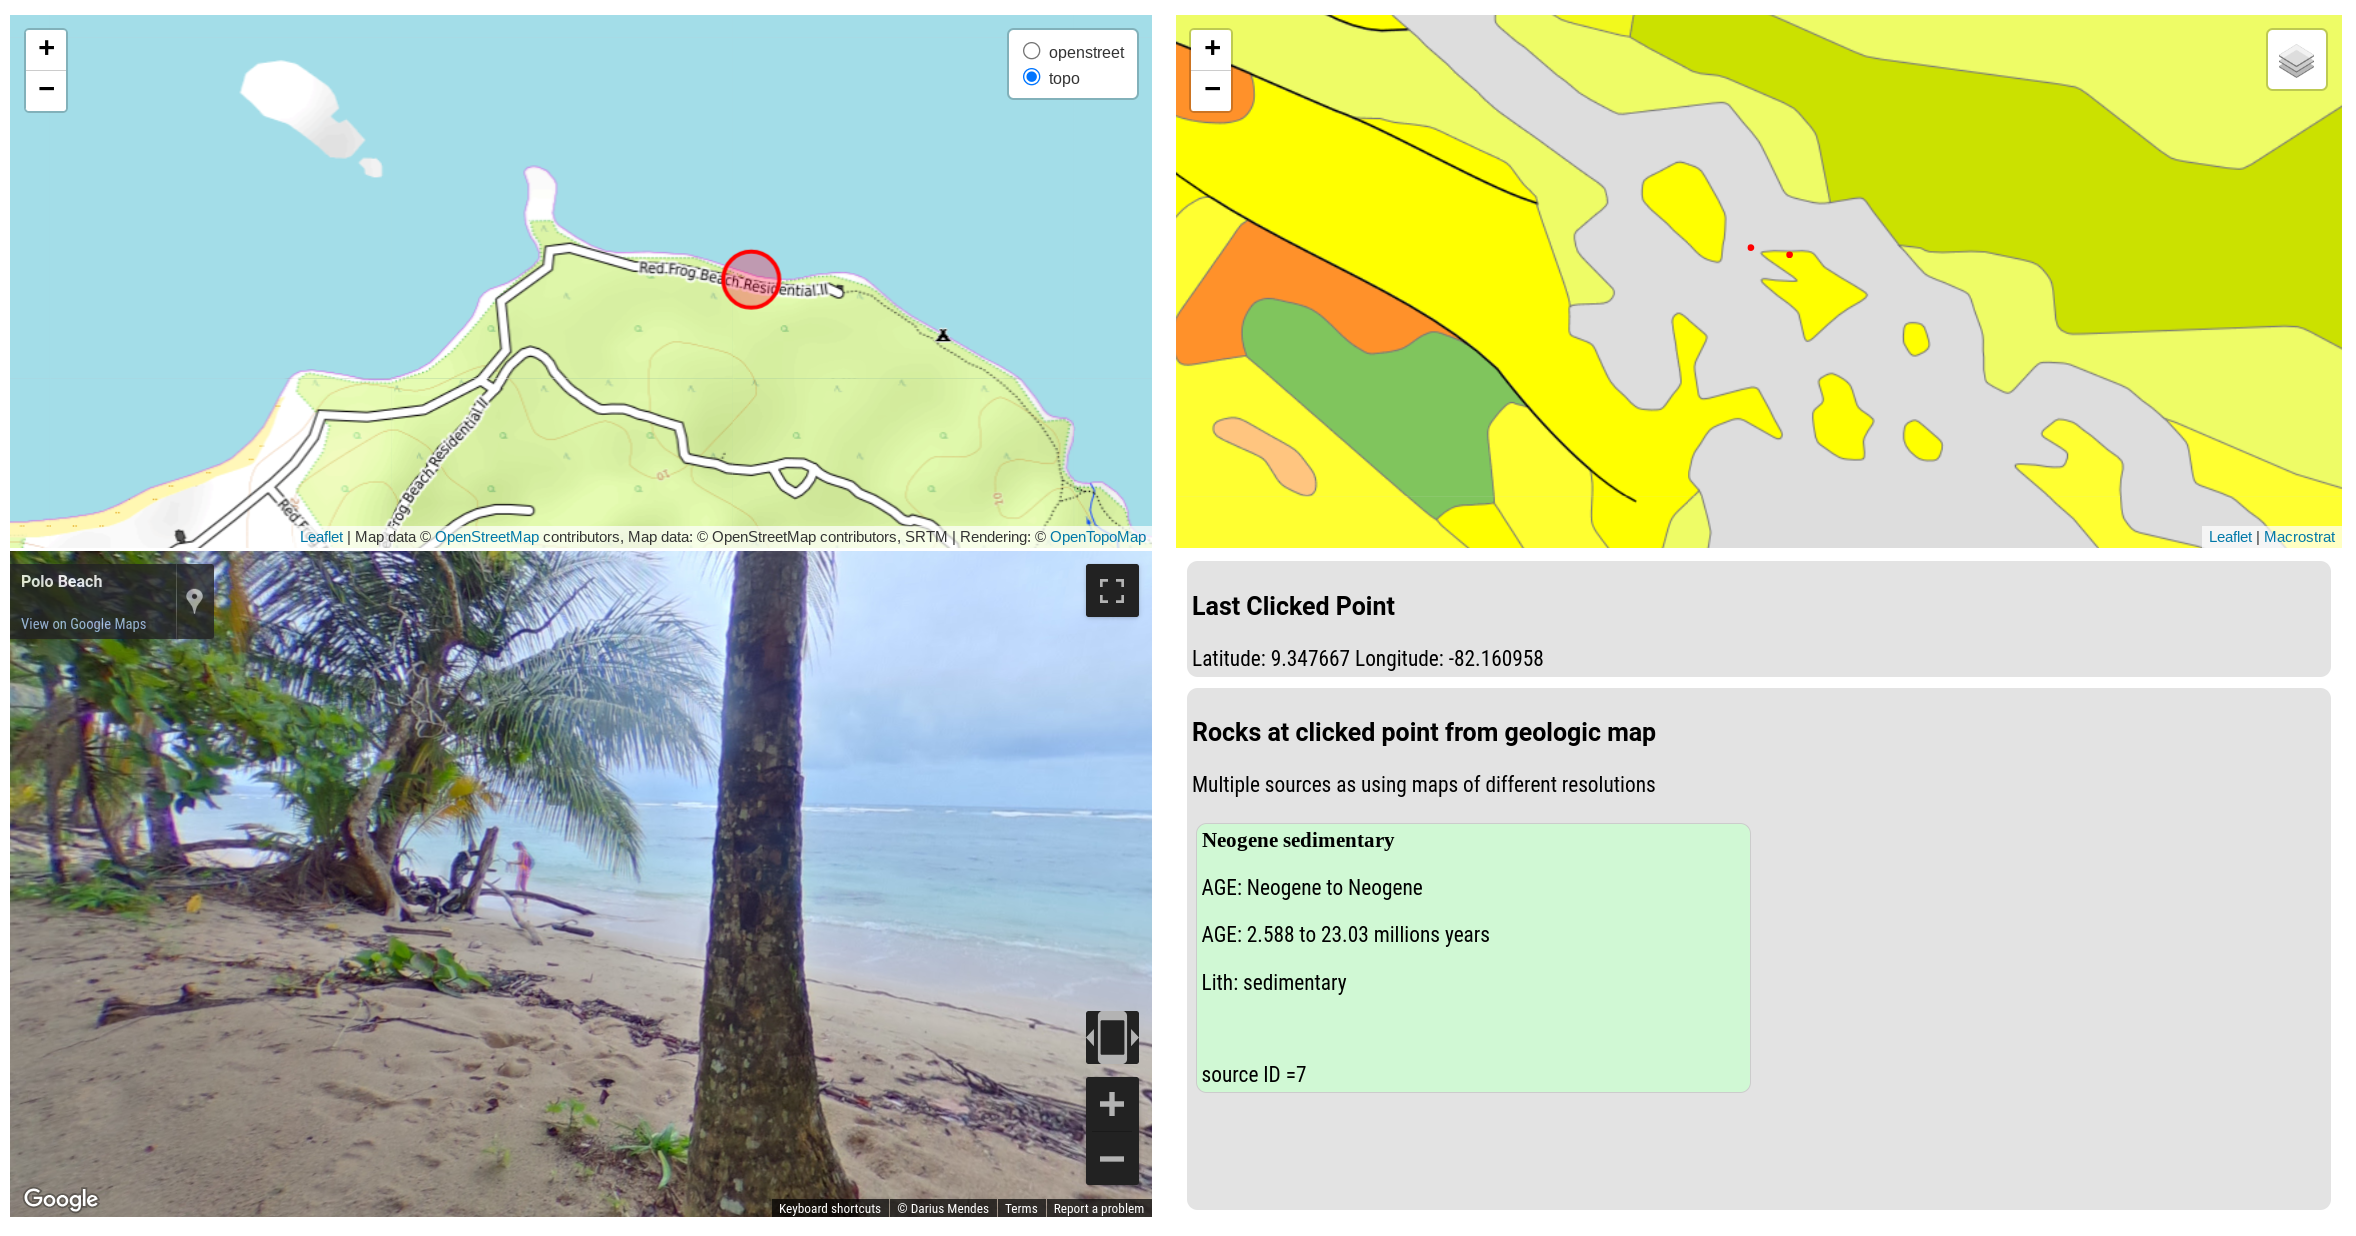 +
−
openstreet
topo
Red Frog Beach Residential II
Red Frog Beach Residential II
10
10
Leaflet | Map data © OpenStreetMap contributors, Map data: © OpenStreetMap contributors, SRTM | Rendering: © OpenTopoMap
+
−
Leaflet | Macrostrat
Polo Beach
View on Google Maps
Google
Keyboard shortcuts © Darius Mendes Terms Report a problem
Last Clicked Point
Latitude: 9.347667 Longitude: -82.160958
Rocks at clicked point from geologic map
Multiple sources as using maps of different resolutions
Neogene sedimentary
AGE: Neogene to Neogene
AGE: 2.588 to 23.03 millions years
Lith: sedimentary
source ID =7